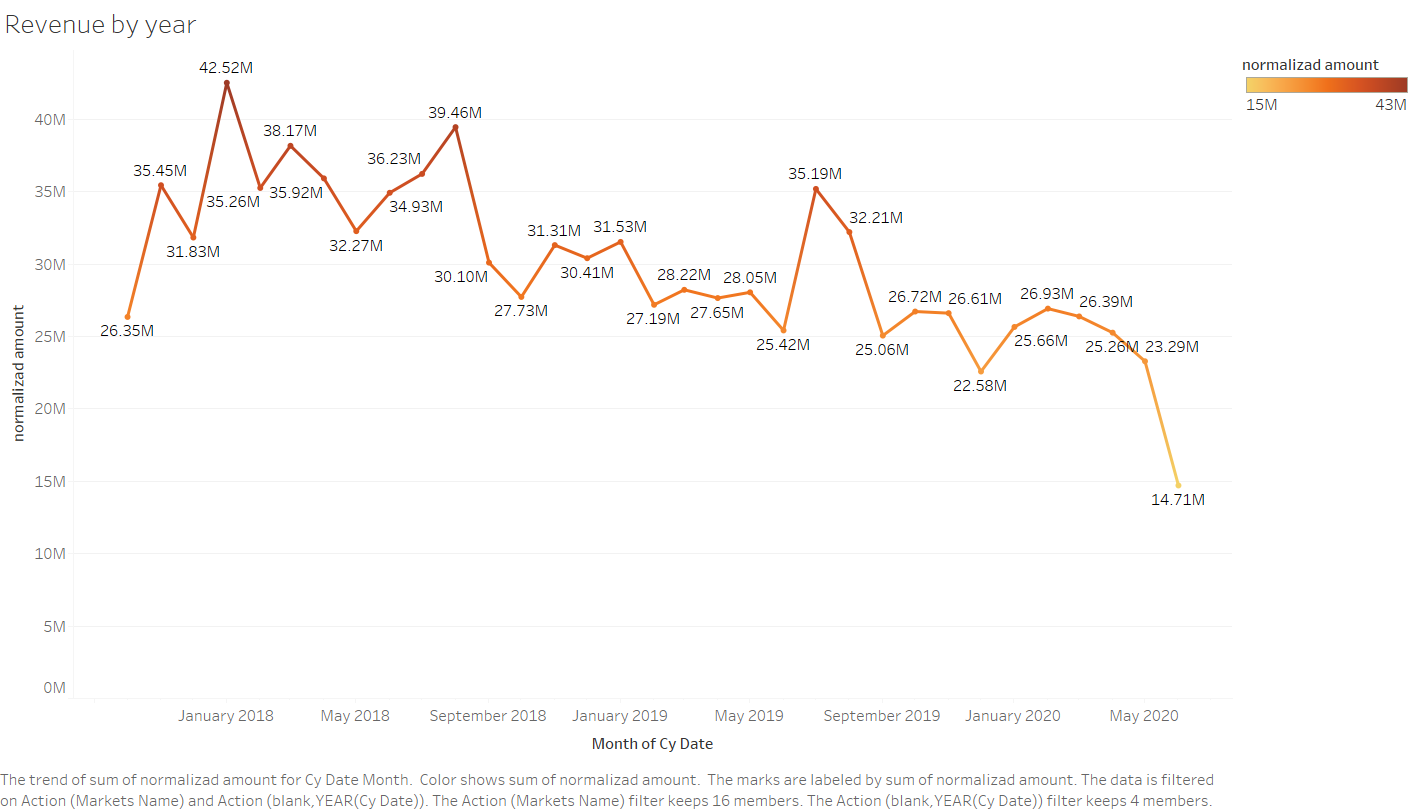 Revenue by year
normalizad amount
15M 43M
42.52M
39.46M
38.17M
40M
36.23M
35.45M
35.19M
35M
35.26M 35.92M
34.93M
32.21M
31.83M
32.27M
31.31M 31.53M
30M
30.10M
30.41M
28.22M 28.05M
27.73M
27.19M 27.65M
26.72M 26.61M 26.93M 26.39M
26.35M
25M
25.42M
25.06M
25.66M
25.26M 23.29M
22.58M
20M
15M
14.71M
10M
5M
0M
normalizad amount
January 2018 May 2018 September 2018 January 2019 May 2019 September 2019 January 2020 May 2020
Month of Cy Date
The trend of sum of normalizad amount for Cy Date Month.  Color shows sum of normalizad amount.  The marks are labeled by sum of normalizad amount. The data is filtered
on Action (Markets Name) and Action (blank,YEAR(Cy Date)). The Action (Markets Name) filter keeps 16 members. The Action (blank,YEAR(Cy Date)) filter keeps 4 members.